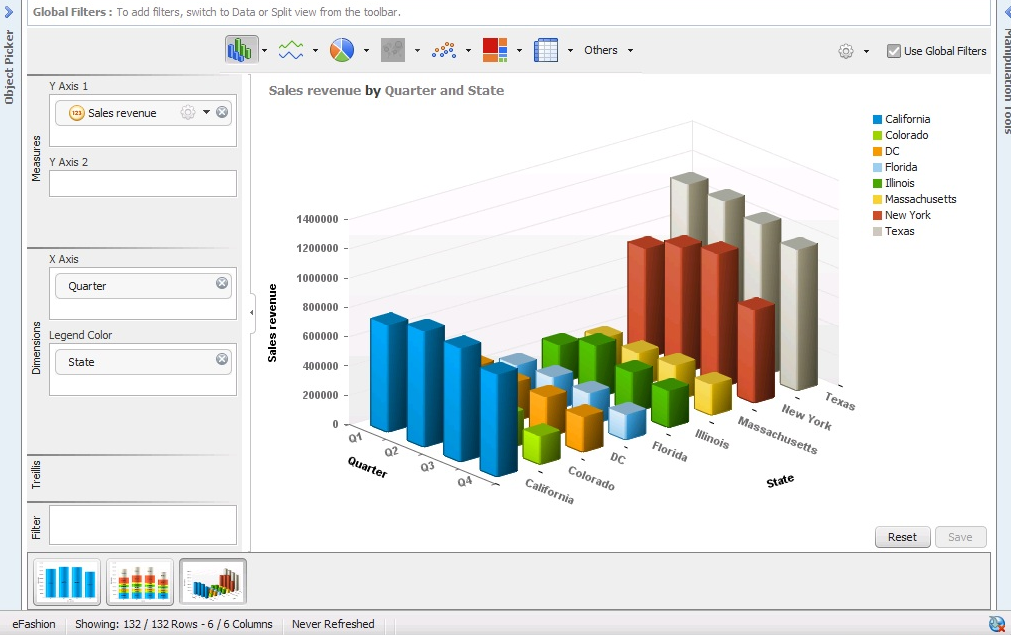 Global Filters : To add filters, switch to Data or Split view from the toolbar.
Object Picker
Manipulation Tools
Others
Use Global Filters
Measures
Y Axis 1
123 Sales revenue
Y Axis 2
Dimensions
X Axis
Quarter
Legend Color
State
Trellis
Filter
Sales revenue by Quarter and State
California
Colorado
DC
Florida
Illinois
Massachusetts
New York
Texas
Sales revenue
1400000
1200000
1000000
800000
600000
400000
200000
0
Q1
Q2
Q3
Q4
Quarter
California
Colorado
DC
Florida
Illinois
Massachusetts
New York
Texas
State
Reset
Save
eFashion
Showing: 132 / 132 Rows - 6 / 6 Columns
Never Refreshed